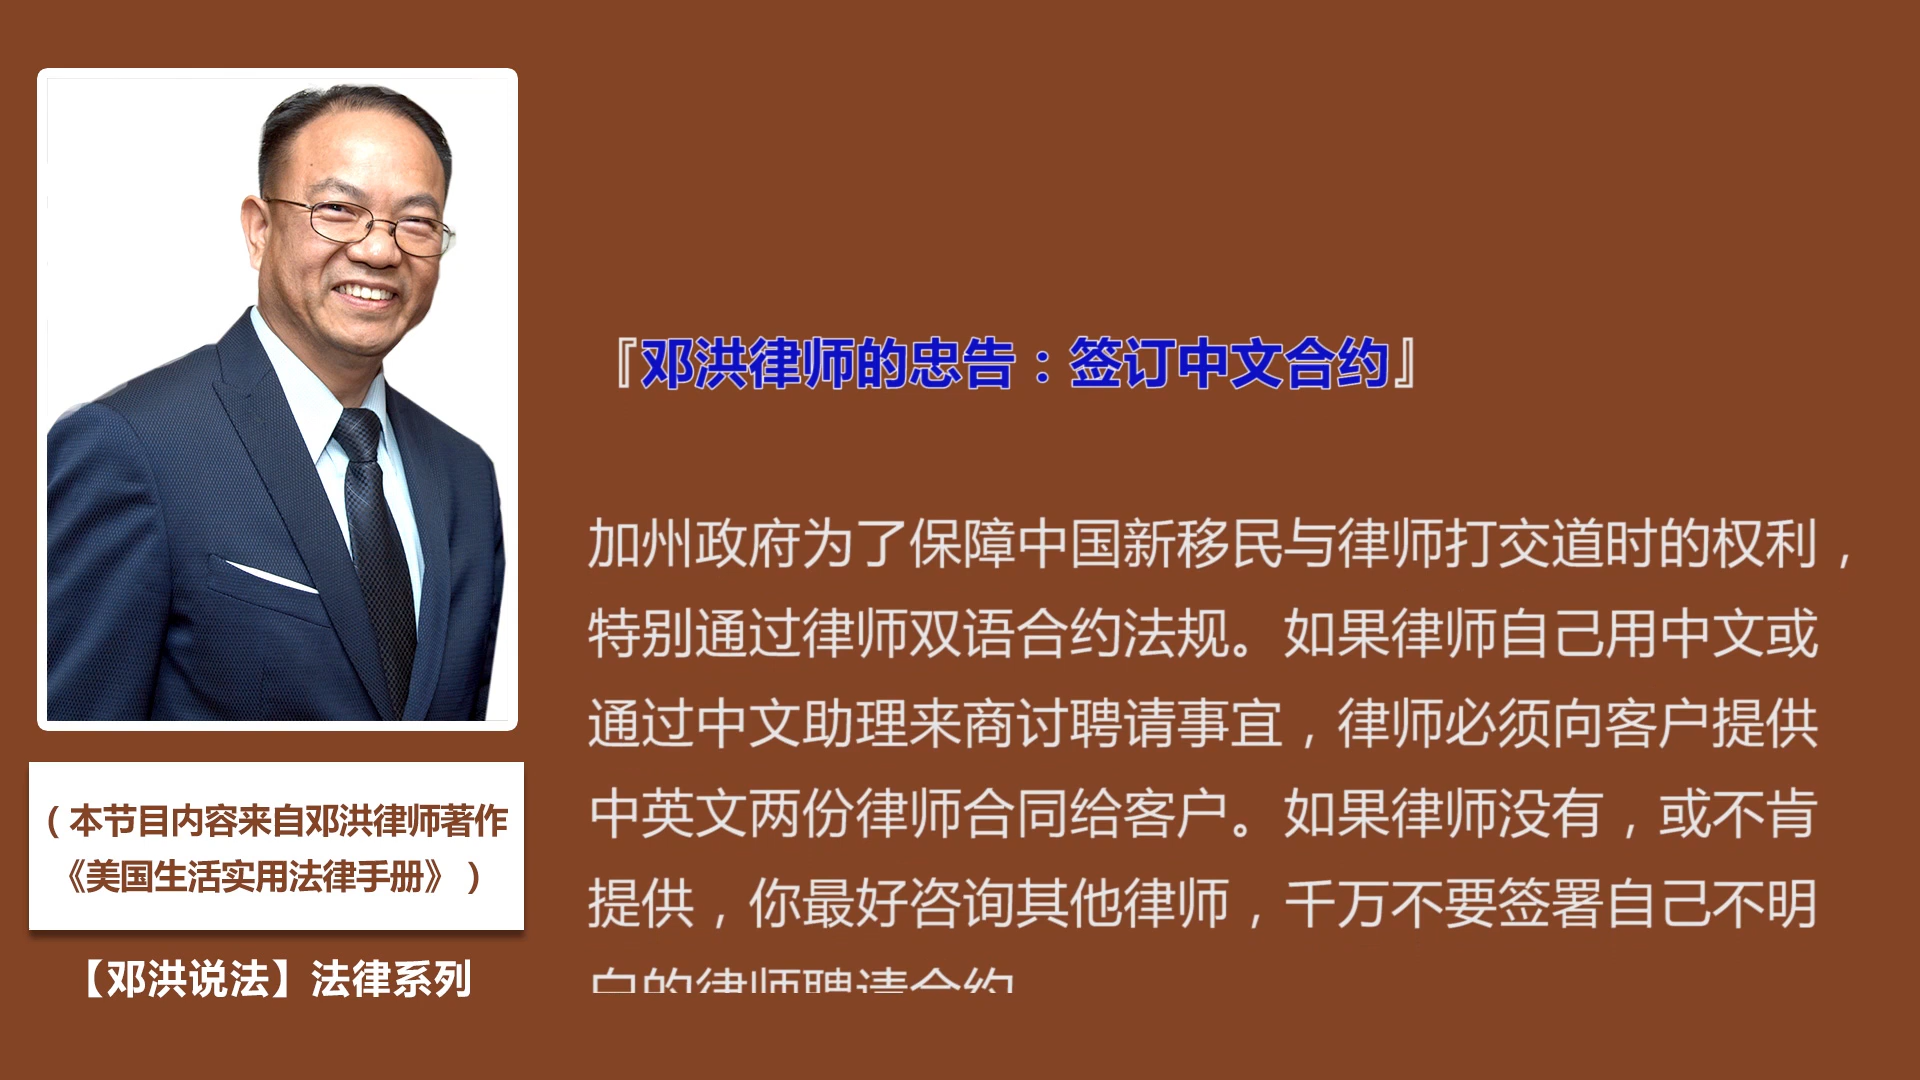 『邓洪律师的忠告：签订中文合约』
加州政府为了保障中国新移民与律师打交道时的权利，
特别通过律师双语合约法规。如果律师自己用中文或
通过中文助理来商讨聘请事宜，律师必须向客户提供
中英文两份律师合同给客户。如果律师没有，或不肯
提供，你最好咨询其他律师，千万不要签署自己不明
白的律师聘请合约
（本节目内容来自邓洪律师著作
《美国生活实用法律手册》）
【邓洪说法】法律系列